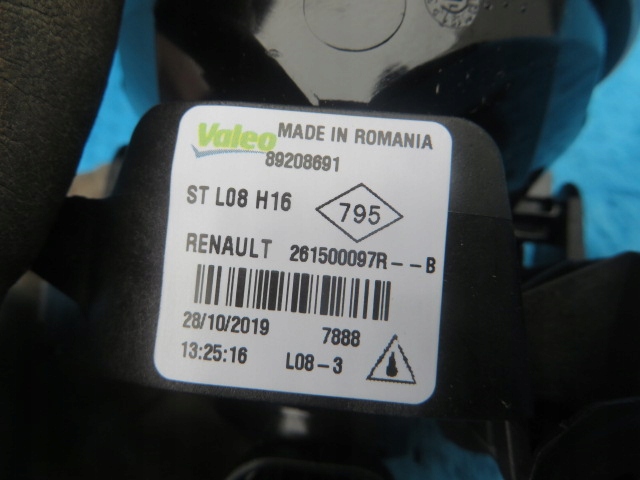 Valeo MADE IN ROMANIA
89208691
ST L08 H16 795
RENAULT 261500097R--B
28/10/2019 7888
13:25:16 L08-3